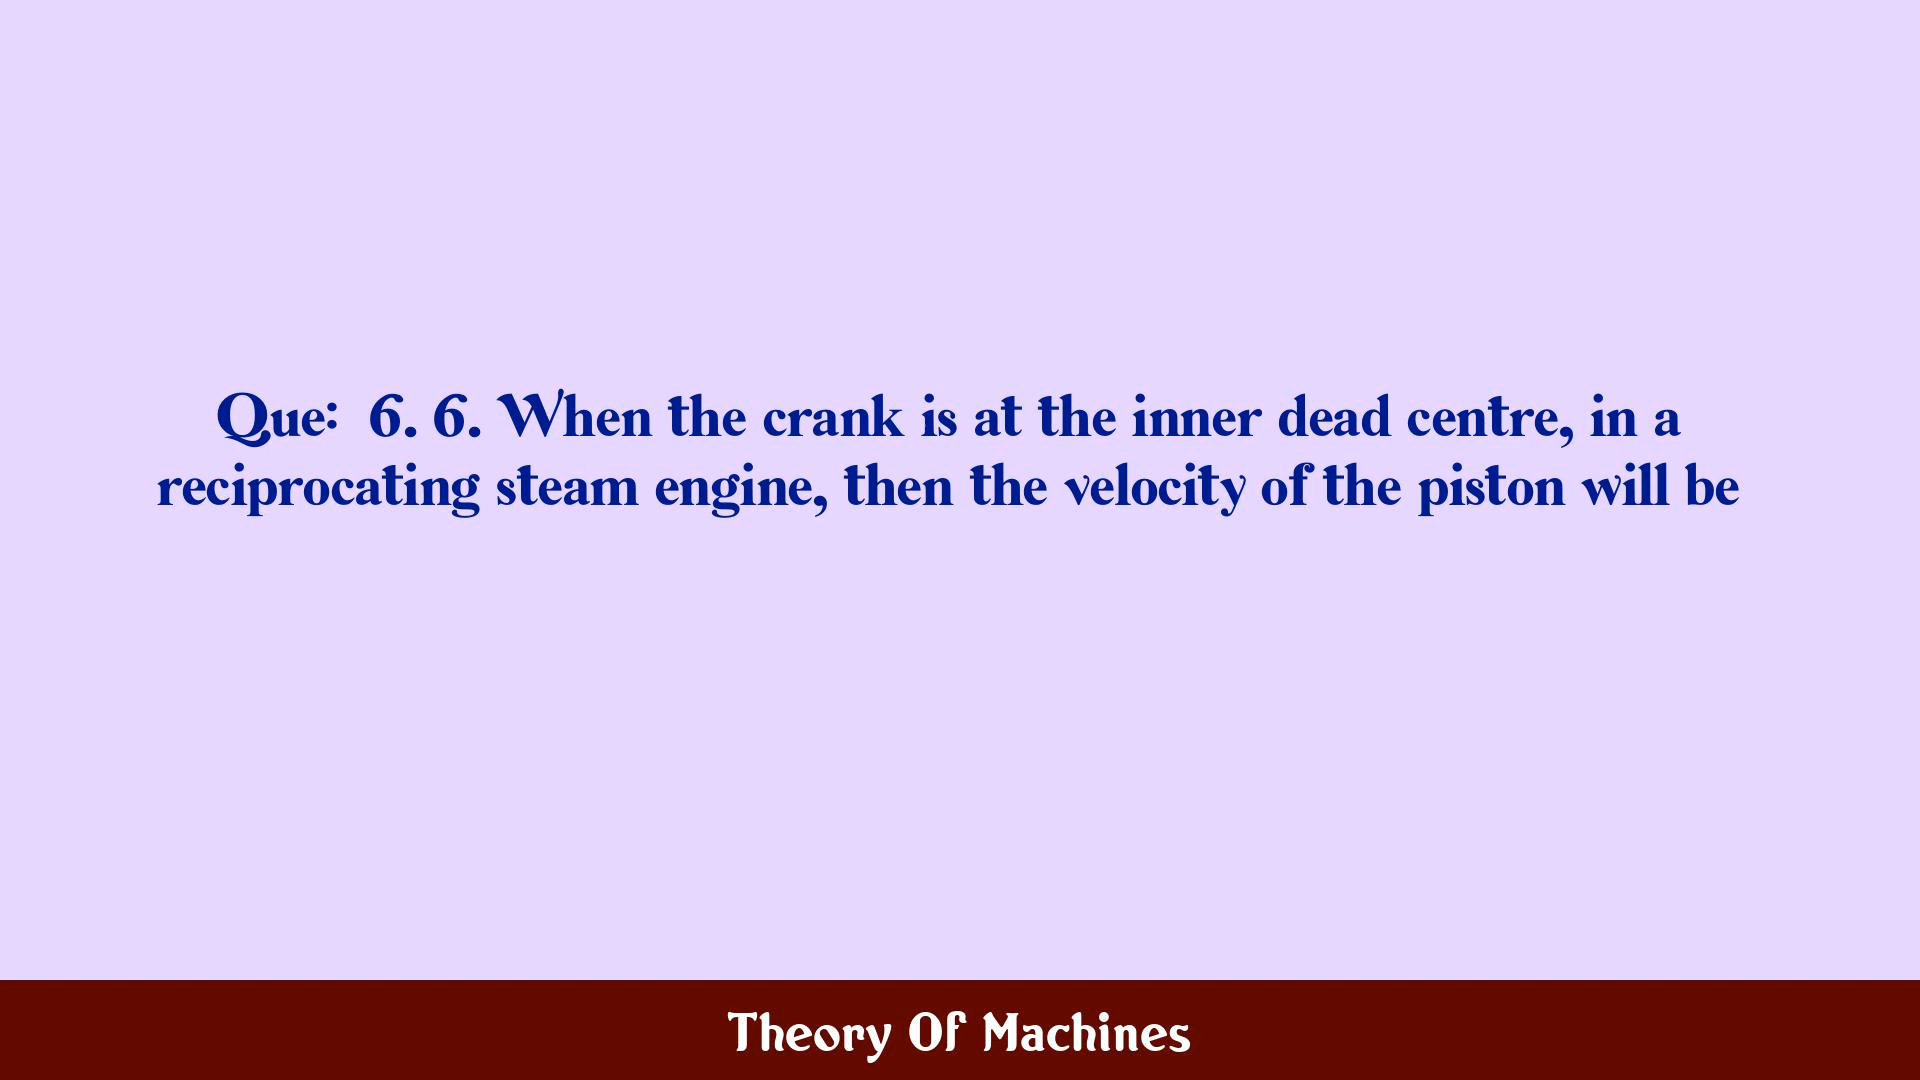 Que:  6. 6. When the crank is at the inner dead centre, in a
reciprocating steam engine, then the velocity of the piston will be
Theory Of Machines